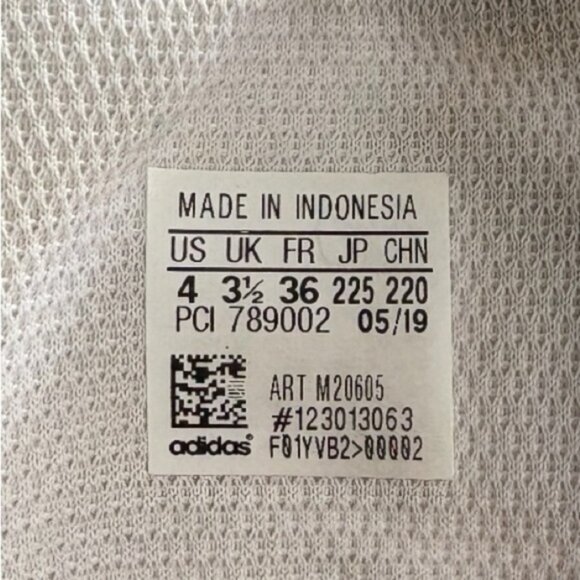 MADE IN INDONESIA
US UK FR JP CHN
4 3½ 36 225 220
PCI 789002 05/19
ART M20605
#123013063
adidas® F01YVB2>00002